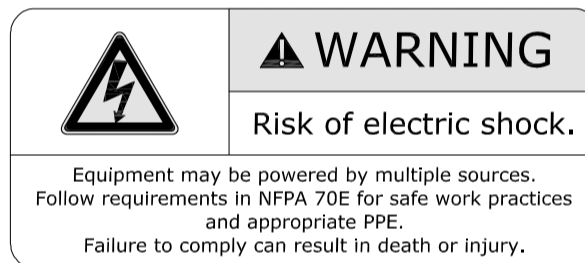 WARNING
Risk of electric shock.
Equipment may be powered by multiple sources.
Follow requirements in NFPA 70E for safe work practices
and appropriate PPE.
Failure to comply can result in death or injury.